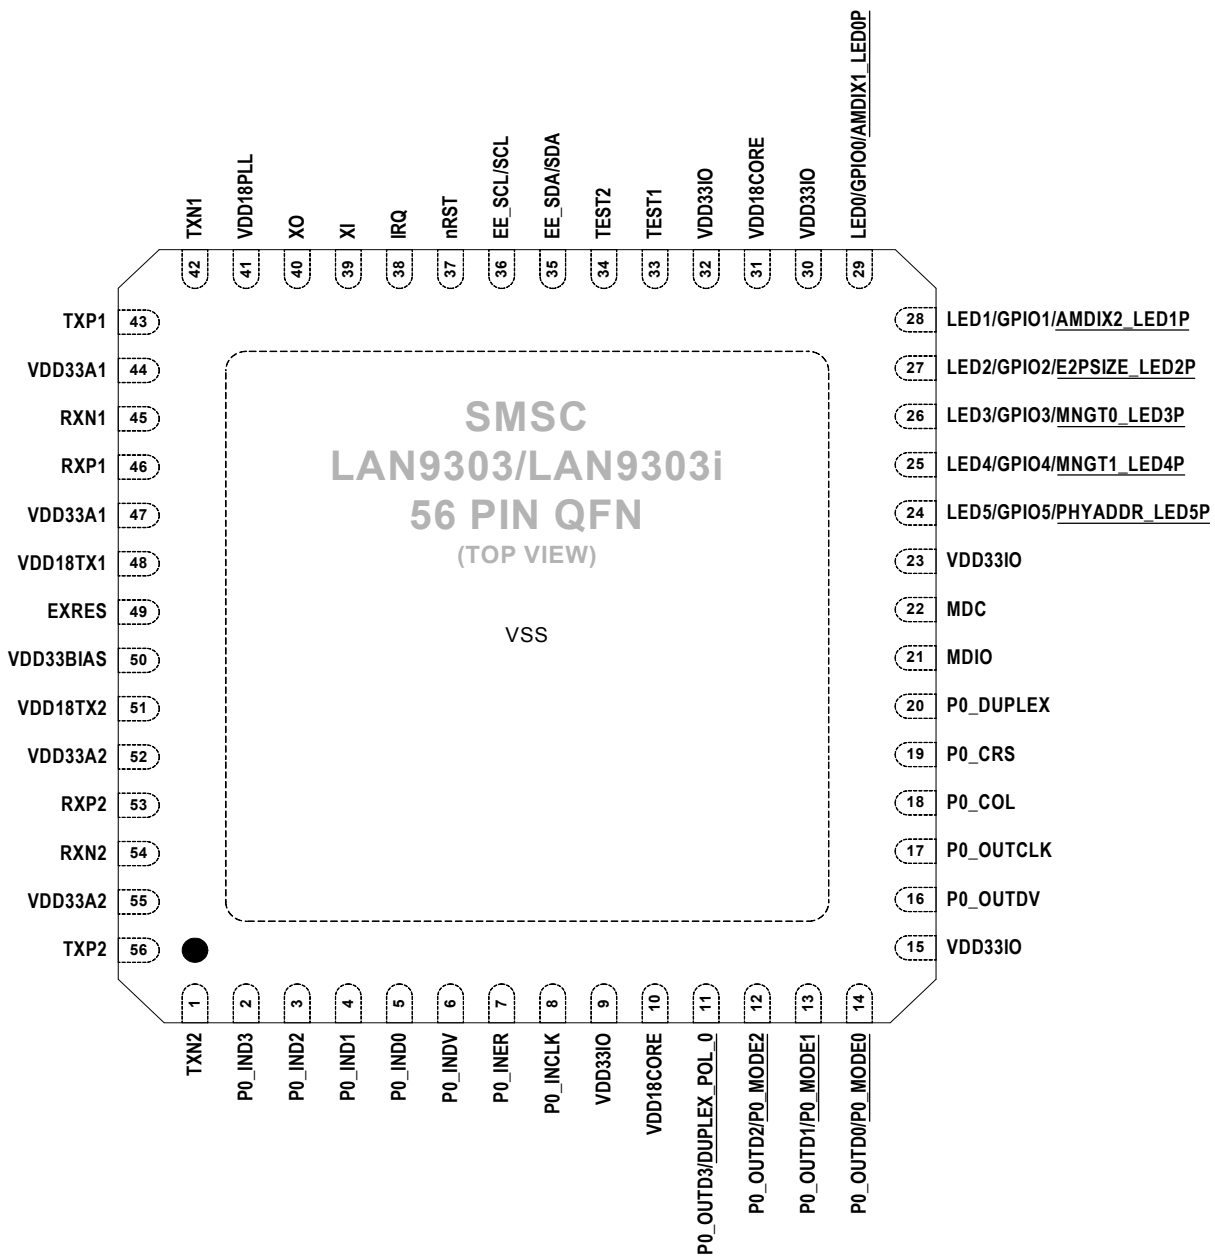 LED0/GPIO0/AMDIX1_LED0P
VDD33IO
VDD18CORE
VDD33IO
TEST1
TEST2
EE_SDA/SDA
EE_SCL/SCL
nRST
IRQ
XI
XO
VDD18PLL
TXN1
42
41
40
39
38
37
36
35
34
33
32
31
30
29
TXP1 43
VDD33A1 44
RXN1 45
RXP1 46
VDD33A1 47
VDD18TX1 48
EXRES 49
VDD33BIAS 50
VDD18TX2 51
VDD33A2 52
RXP2 53
RXN2 54
VDD33A2 55
TXP2 56
SMSC
LAN9303/LAN9303i
56 PIN QFN
(TOP VIEW)
VSS
28 LED1/GPIO1/AMDIX2_LED1P
27 LED2/GPIO2/E2PSIZE_LED2P
26 LED3/GPIO3/MNGT0_LED3P
25 LED4/GPIO4/MNGT1_LED4P
24 LED5/GPIO5/PHYADDR_LED5P
23 VDD33IO
22 MDC
21 MDIO
20 P0_DUPLEX
19 P0_CRS
18 P0_COL
17 P0_OUTCLK
16 P0_OUTDV
15 VDD33IO
1
2
3
4
5
6
7
8
9
10
11
12
13
14
TXN2
P0_IND3
P0_IND2
P0_IND1
P0_IND0
P0_INDV
P0_INER
P0_INCLK
VDD33IO
VDD18CORE
P0_OUTD3/DUPLEX_POL_0
P0_OUTD2/P0_MODE2
P0_OUTD1/P0_MODE1
P0_OUTD0/P0_MODE0